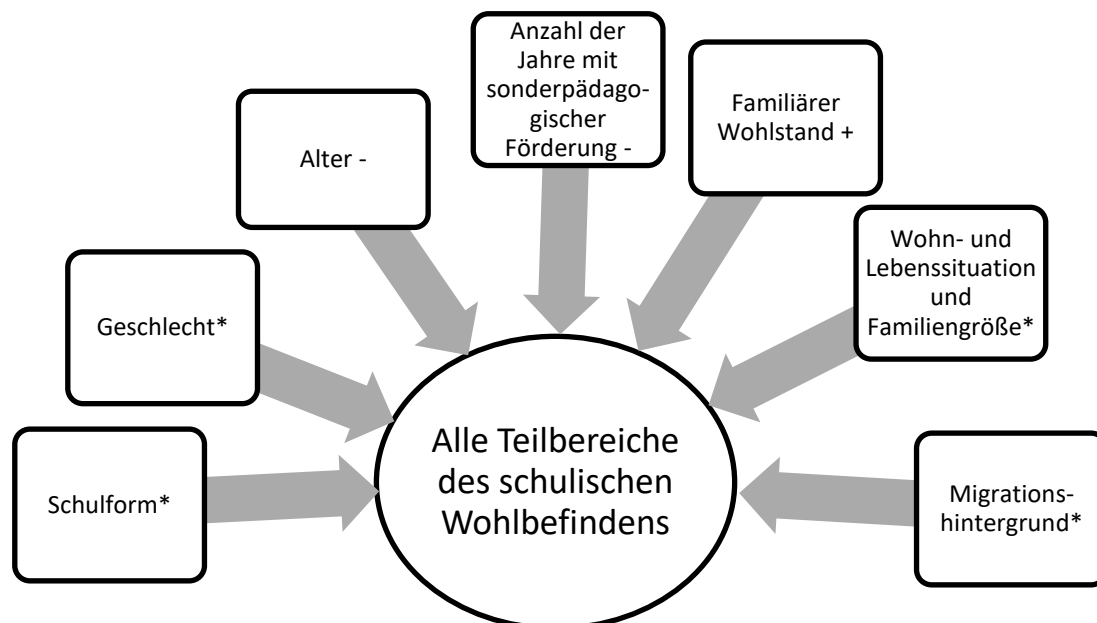 Anzahl der
Jahre mit
sonderpädago-
gischer
Förderung -
Familiärer
Wohlstand +
Alter -
Wohn- und
Lebenssituation
und
Familiengröße*
Geschlecht*
Alle Teilbereiche
des schulischen
Wohlbefindens
Schulform*
Migrations-
hintergrund*